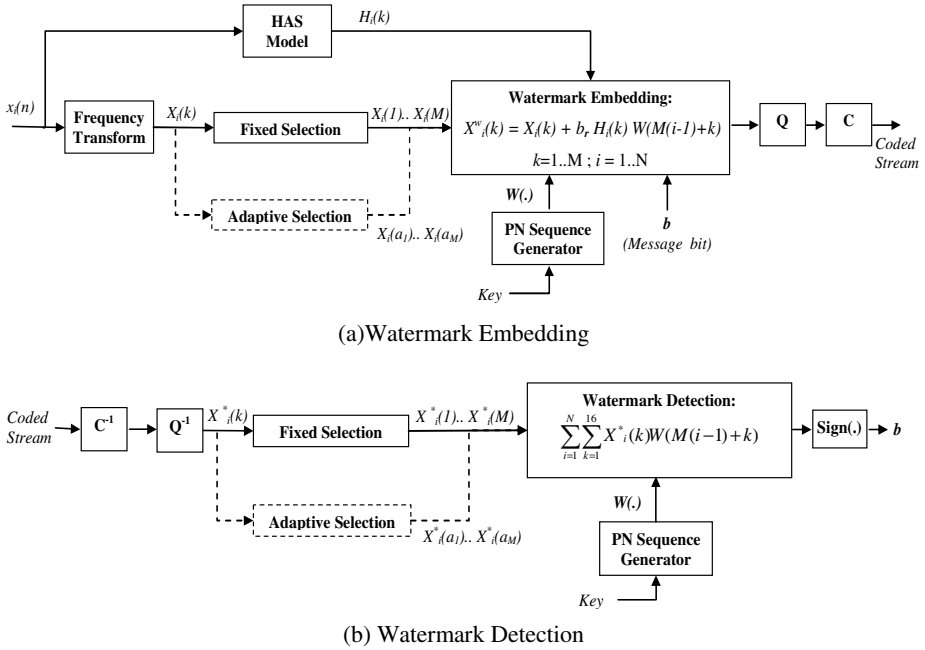 HAS
Model
H_i(k)
x_i(n)
Frequency
Transform
X_i(k)
Fixed Selection
X_i(1).. X_i(M)
Adaptive Selection
X_i(a_1).. X_i(a_M)
Watermark Embedding:
X^w_i(k) = X_i(k) + b_r H_i(k) W(M(i-1)+k)
k=1..M ; i = 1..N
Q
C
Coded
Stream
W(.)
PN Sequence
Generator
Key
b
(Message bit)
(a)Watermark Embedding
Coded
Stream
C^-1
Q^-1
X^*_i(k)
Fixed Selection
X^*_i(1).. X^*_i(M)
Adaptive Selection
X^*_i(a_1).. X^*_i(a_M)
Watermark Detection:
∑_{i=1}^{N} ∑_{k=1}^{16} X^*_i(k)W(M(i−1)+k)
Sign(.)
b
W(.)
PN Sequence
Generator
Key
(b) Watermark Detection